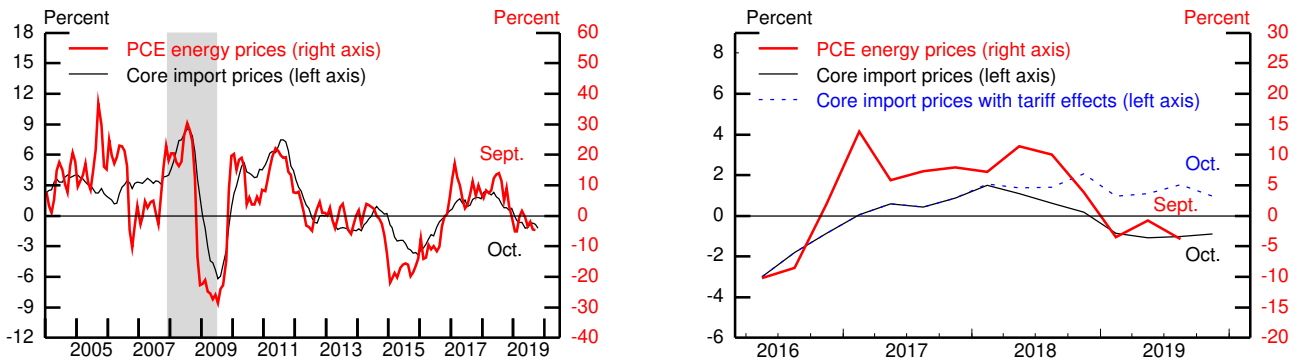 Percent Percent
18 60
PCE energy prices (right axis)
15 50
Core import prices (left axis)
12 40
9 30
6 20
Sept.
3 10
0 0
-3 -10
Oct.
-6 -20
-9 -30
-12 -40
2005 2007 2009 2011 2013 2015 2017 2019
Percent Percent
30
8 25
PCE energy prices (right axis)
Core import prices (left axis)
6 20
Core import prices with tariff effects (left axis)
15
4
10
Oct.
2 5
Sept.
0 0
-5
Oct.
-2
-10
-4 -15
-6 -20
2016 2017 2018 2019